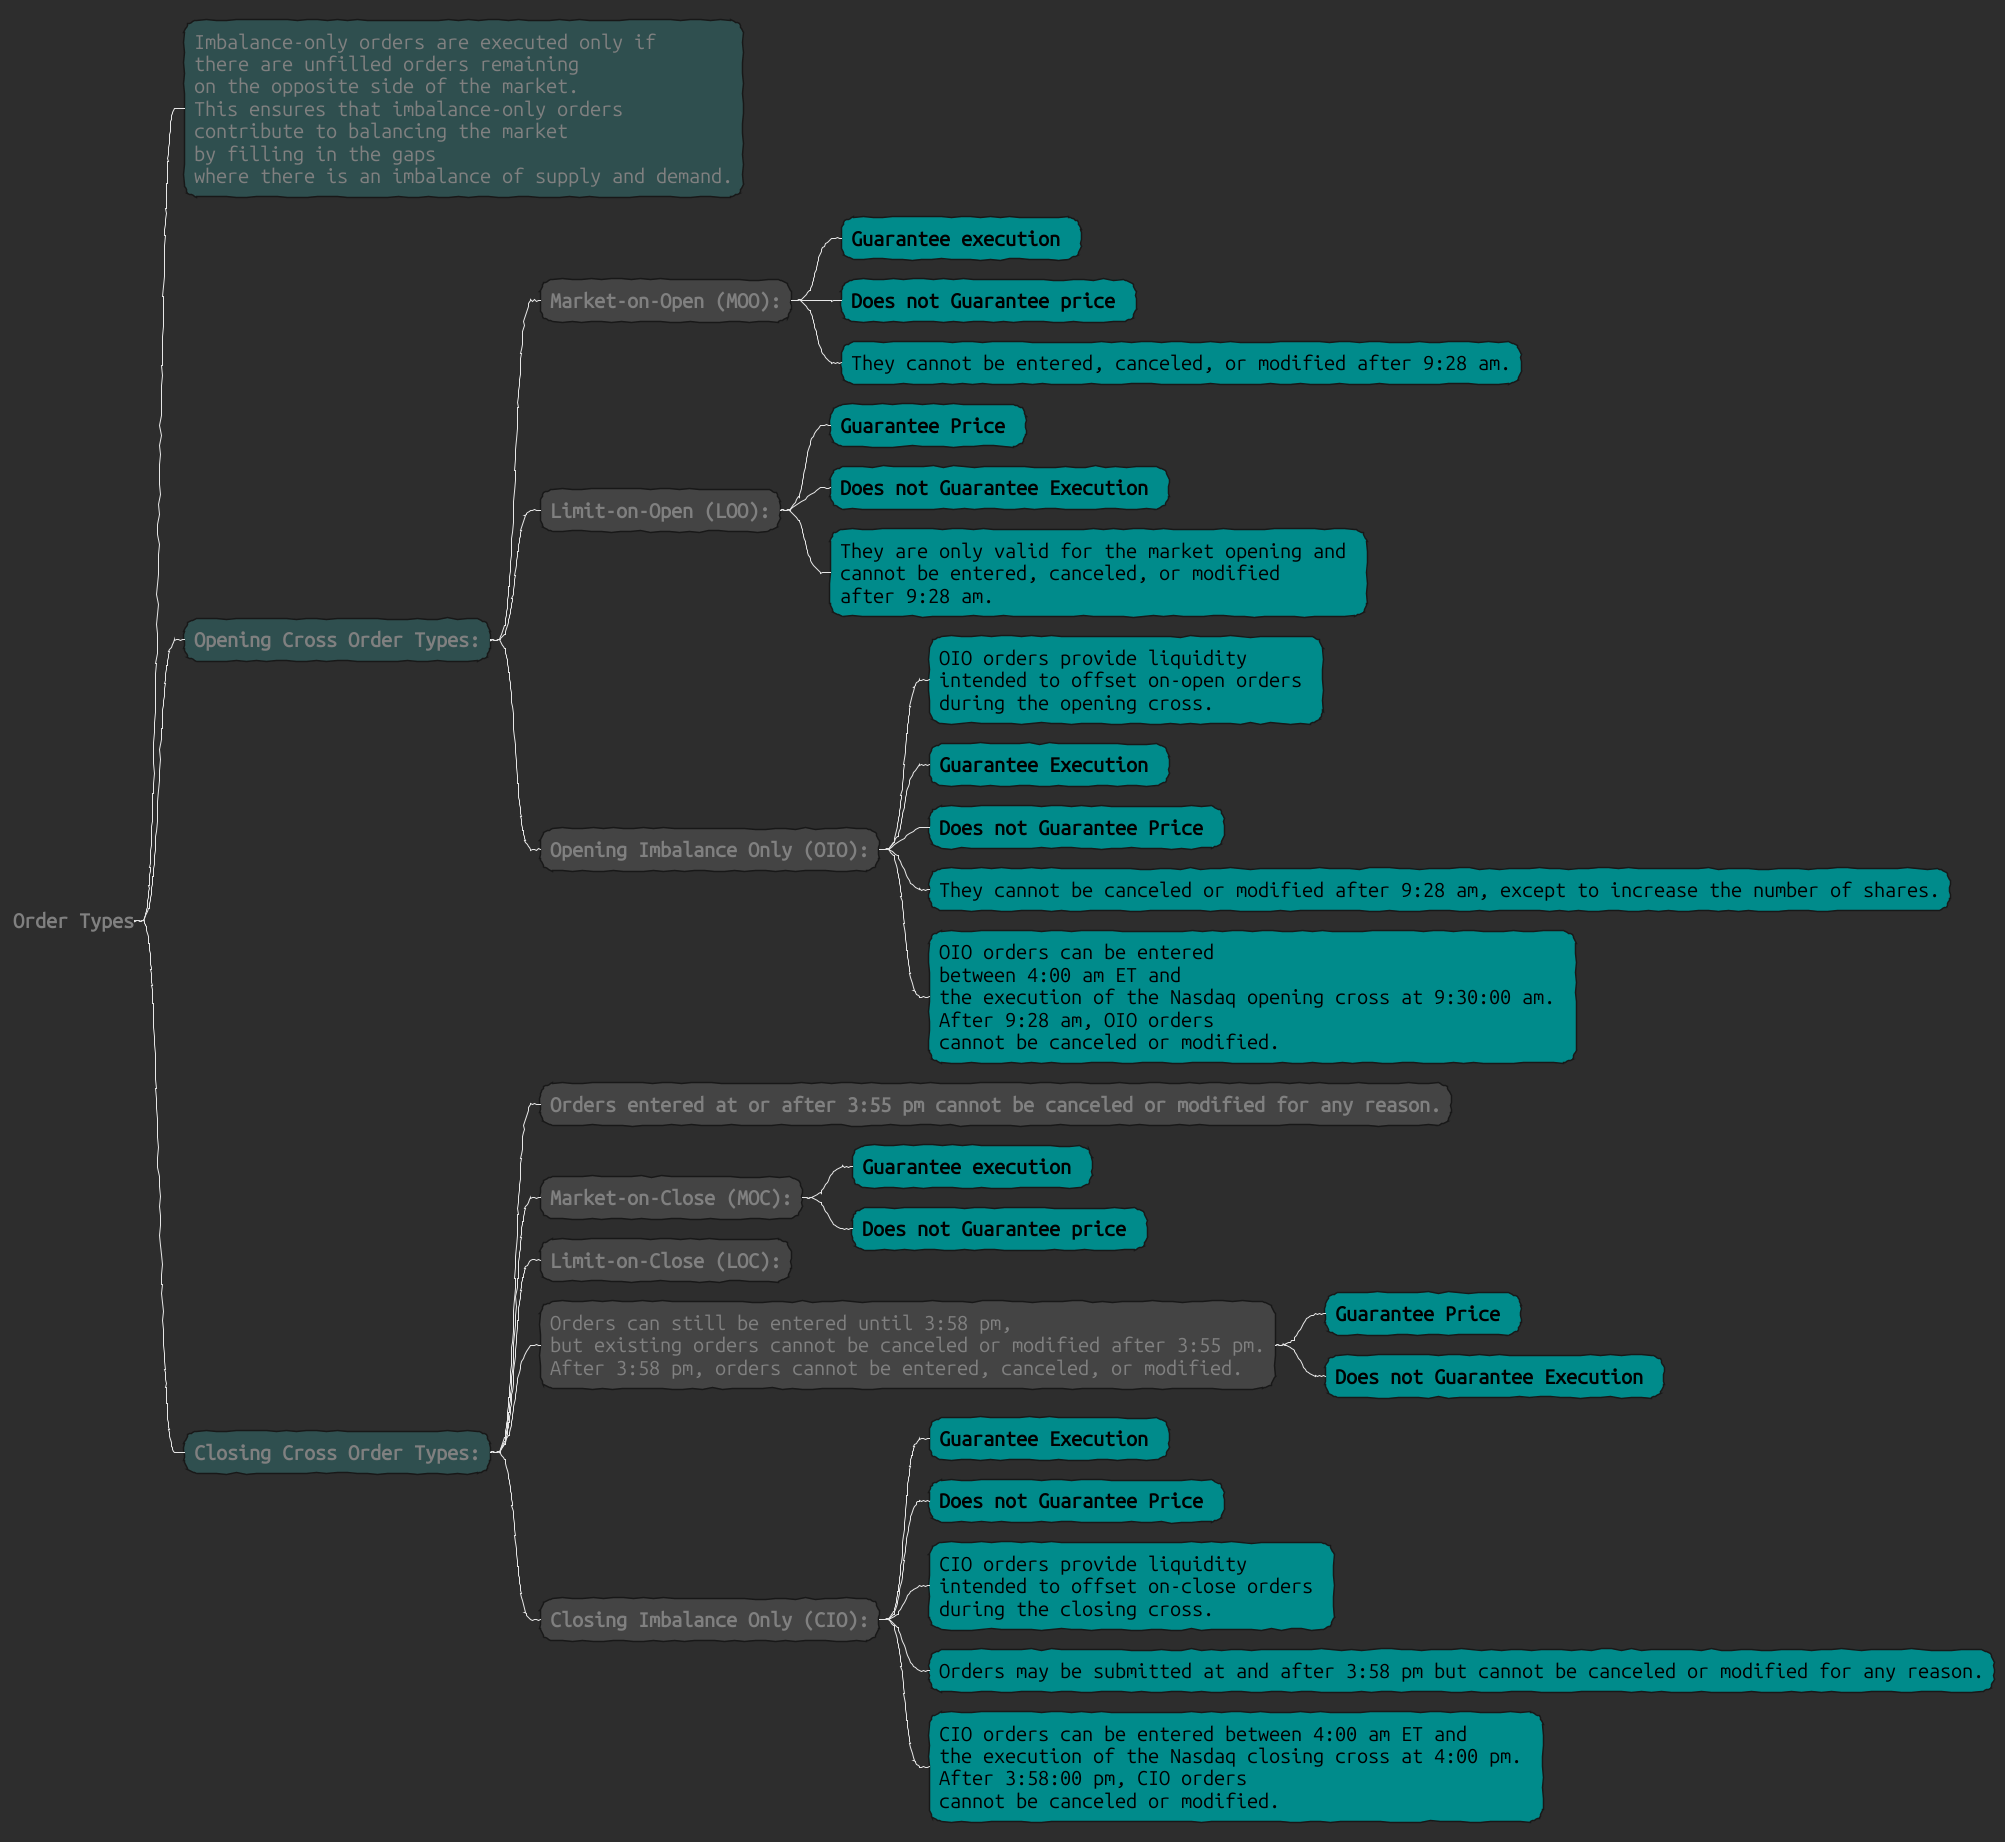 Imbalance-only orders are executed only if
there are unfilled orders remaining
on the opposite side of the market.
This ensures that imbalance-only orders
contribute to balancing the market
by filling in the gaps
where there is an imbalance of supply and demand.
Guarantee execution
Market-on-Open (MOO):
Does not Guarantee price
They cannot be entered, canceled, or modified after 9:28 am.
Guarantee Price
Does not Guarantee Execution
Limit-on-Open (LOO):
They are only valid for the market opening and
cannot be entered, canceled, or modified
after 9:28 am.
Opening Cross Order Types:
OIO orders provide liquidity
intended to offset on-open orders
during the opening cross.
Guarantee Execution
Does not Guarantee Price
Opening Imbalance Only (OIO):
They cannot be canceled or modified after 9:28 am, except to increase the number of shares.
Order Types
OIO orders can be entered
between 4:00 am ET and
the execution of the Nasdaq opening cross at 9:30:00 am.
After 9:28 am, OIO orders
cannot be canceled or modified.
Orders entered at or after 3:55 pm cannot be canceled or modified for any reason.
Guarantee execution
Market-on-Close (MOC):
Does not Guarantee price
Limit-on-Close (LOC):
Orders can still be entered until 3:58 pm,
but existing orders cannot be canceled or modified after 3:55 pm.
After 3:58 pm, orders cannot be entered, canceled, or modified.
Guarantee Price
Does not Guarantee Execution
Closing Cross Order Types:
Guarantee Execution
Does not Guarantee Price
CIO orders provide liquidity
intended to offset on-close orders
during the closing cross.
Closing Imbalance Only (CIO):
Orders may be submitted at and after 3:58 pm but cannot be canceled or modified for any reason.
CIO orders can be entered between 4:00 am ET and
the execution of the Nasdaq closing cross at 4:00 pm.
After 3:58:00 pm, CIO orders
cannot be canceled or modified.